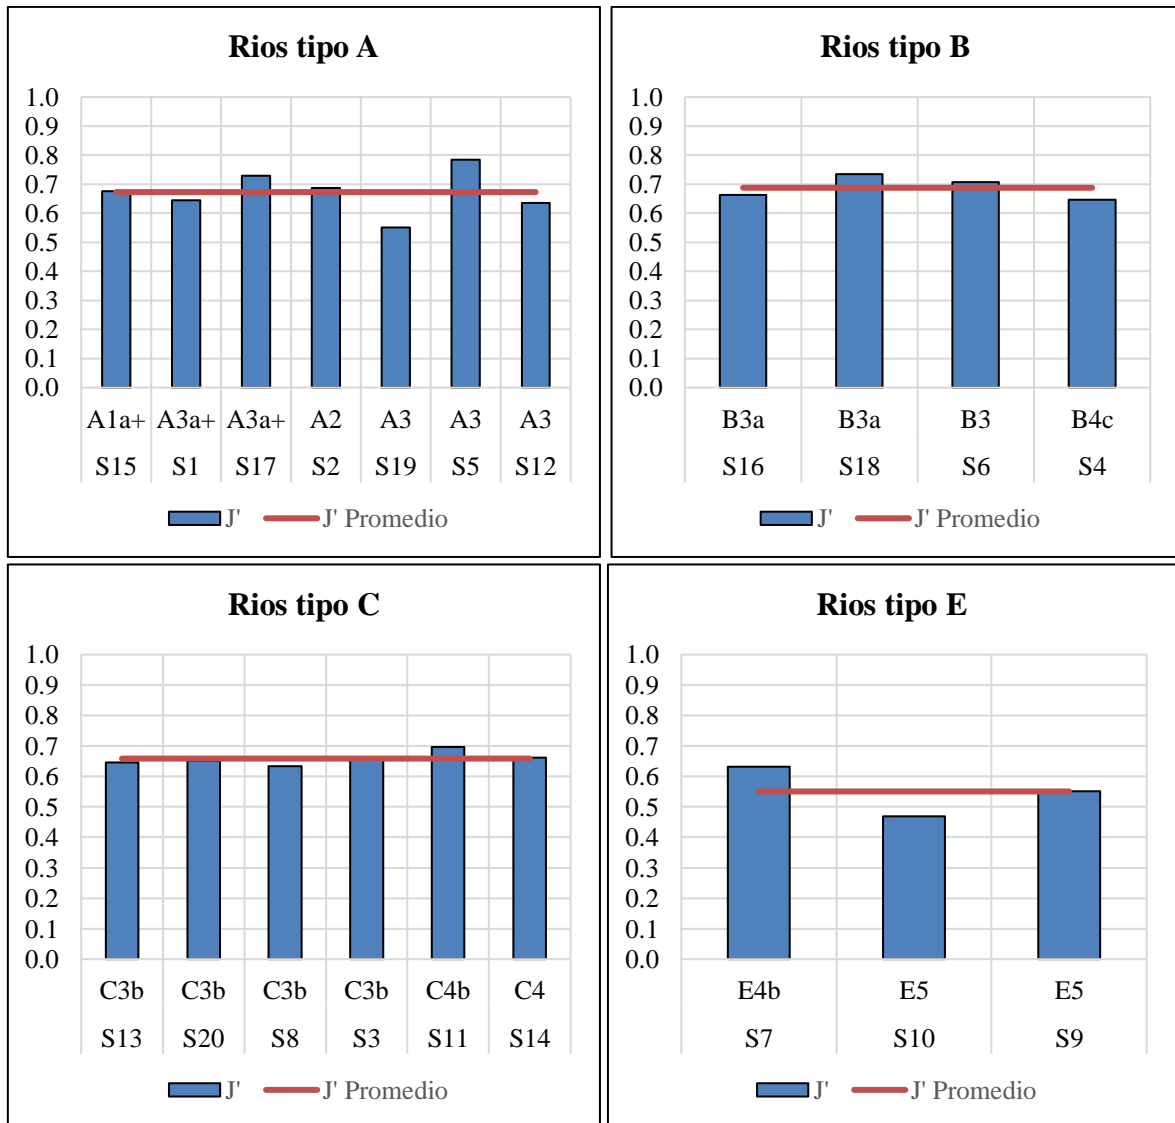 Rios tipo A
1.0
0.9
0.8
0.7
0.6
0.5
0.4
0.3
0.2
0.1
0.0
A1a+ A3a+ A3a+ A2 A3 A3 A3
S15 S1 S17 S2 S19 S5 S12
J' J' Promedio
Rios tipo B
1.0
0.9
0.8
0.7
0.6
0.5
0.4
0.3
0.2
0.1
0.0
B3a B3a B3 B4c
S16 S18 S6 S4
J' J' Promedio
Rios tipo C
1.0
0.9
0.8
0.7
0.6
0.5
0.4
0.3
0.2
0.1
0.0
C3b C3b C3b C3b C4b C4
S13 S20 S8 S3 S11 S14
J' J' Promedio
Rios tipo E
1.0
0.9
0.8
0.7
0.6
0.5
0.4
0.3
0.2
0.1
0.0
E4b E5 E5
S7 S10 S9
J' J' Promedio